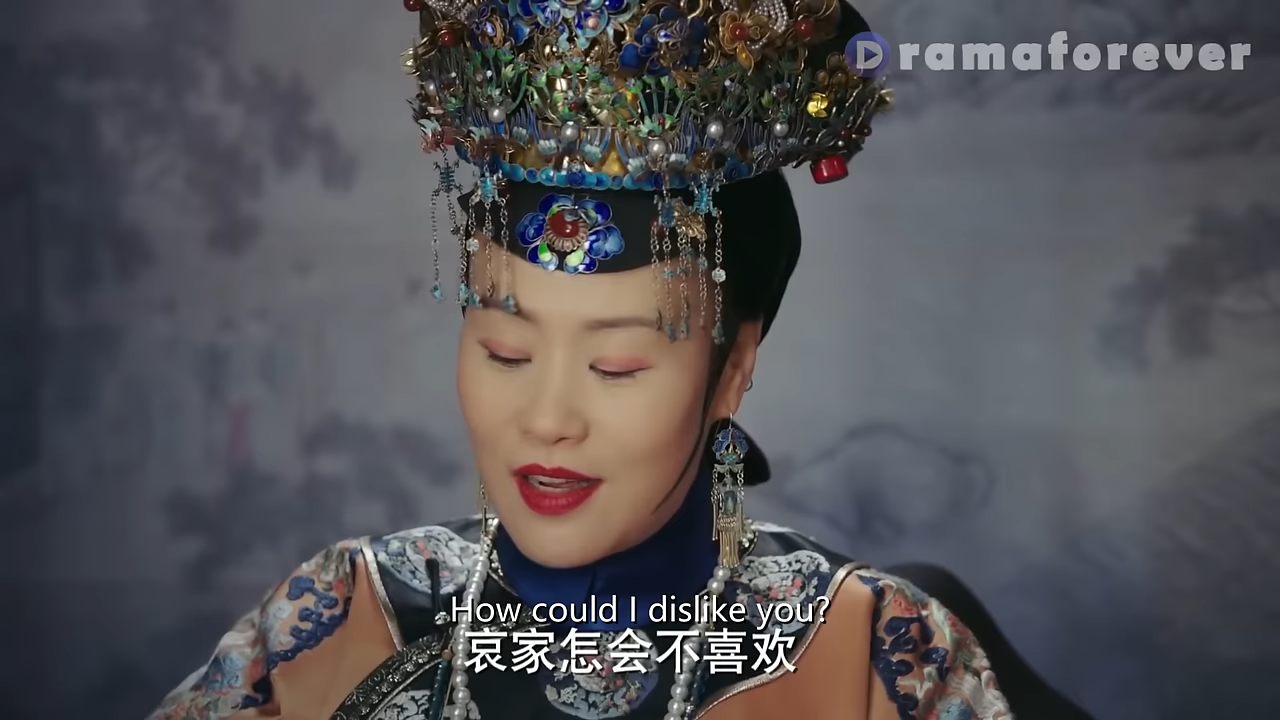 Dramaforever
How could I dislike you?
哀家怎会不喜欢